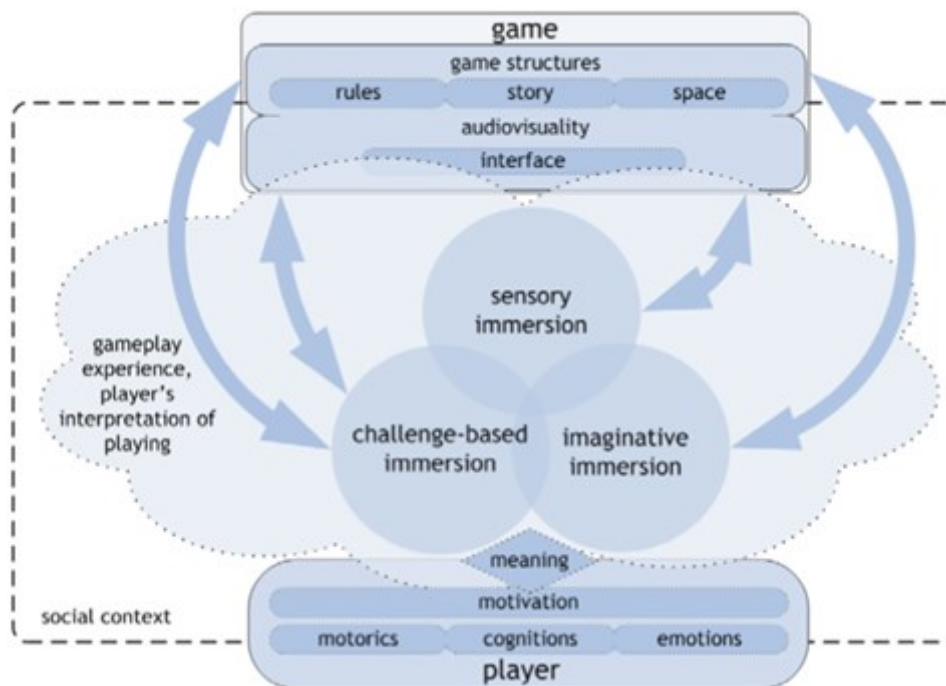 game
game structures
rules story space
audiovisuality
interface
sensory
immersion
gameplay
experience,
player's
interpretation of
playing
challenge-based
immersion
imaginative
immersion
meaning
social context
motivation
motorics cognitions emotions
player